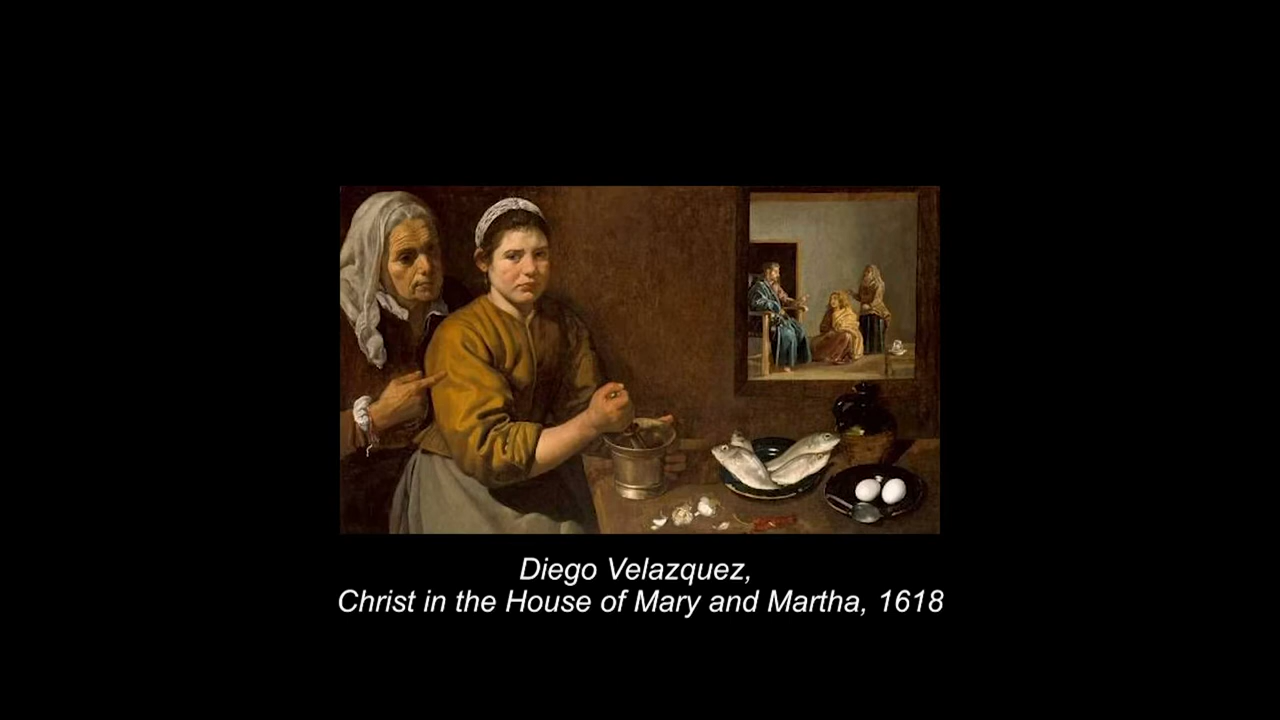 Diego Velazquez,
Christ in the House of Mary and Martha, 1618